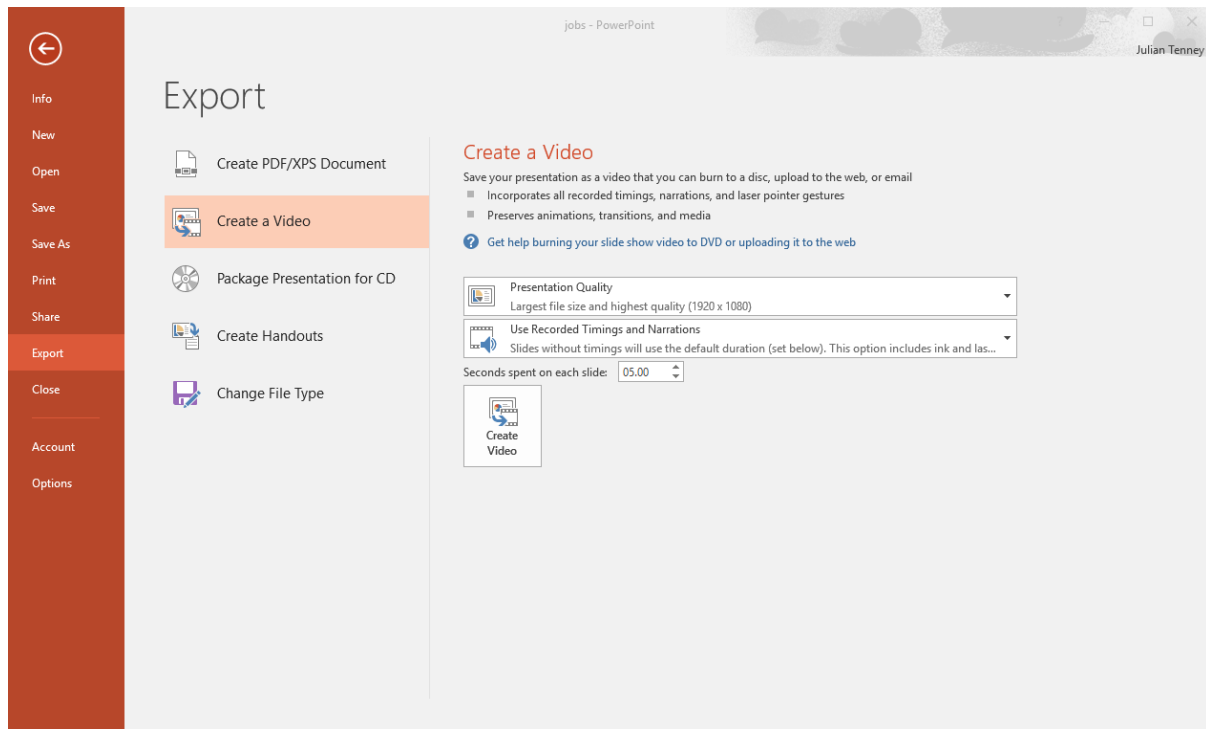 jobs - PowerPoint
Julian Tenney
Info
New
Open
Save
Save As
Print
Share
Export
Close
Account
Options
Export
Create PDF/XPS Document
Create a Video
Package Presentation for CD
Create Handouts
Change File Type
Create a Video
Save your presentation as a video that you can burn to a disc, upload to the web, or email
Incorporates all recorded timings, narrations, and laser pointer gestures
Preserves animations, transitions, and media
Get help burning your slide show video to DVD or uploading it to the web
Presentation Quality
Largest file size and highest quality (1920 x 1080)
Use Recorded Timings and Narrations
Slides without timings will use the default duration (set below). This option includes ink and las...
Seconds spent on each slide: 05.00
Create
Video